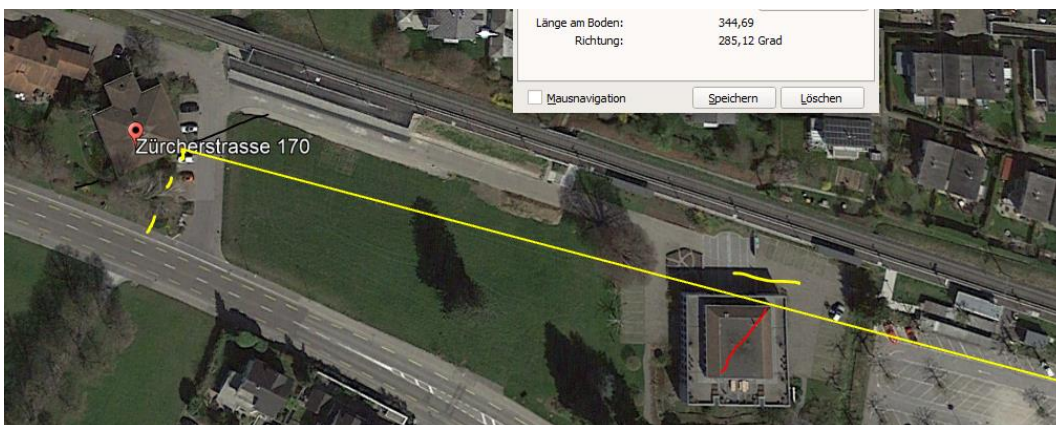 Länge am Boden: 344,69
Richtung: 285,12 Grad
Mausnavigation Speichern Löschen
Zürcherstrasse 170